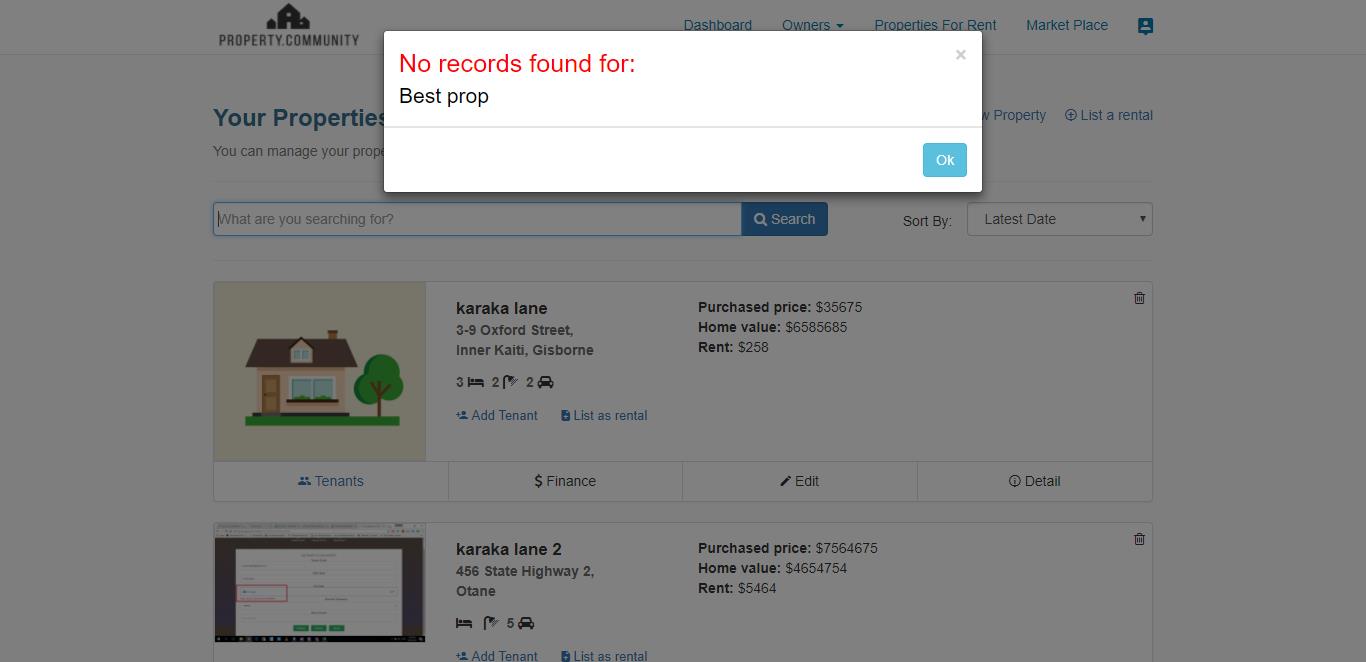 PROPERTY.COMMUNITY
Dashboard Owners Properties For Rent Market Place
No records found for:
×
Best prop
Ok
Your Properties
Property
List a rental
You can manage your
What are you searching for?
Search
Sort By:
Latest Date
karaka lane
3-9 Oxford Street,
Inner Kaiti, Gisborne
3 2 2
Add Tenant List as rental
Purchased price: $35675
Home value: $6585685
Rent: $258
Tenants $ Finance Edit Detail
karaka lane 2
456 State Highway 2,
Otane
5
Add Tenant List as rental
Purchased price: $7564675
Home value: $4654754
Rent: $5464